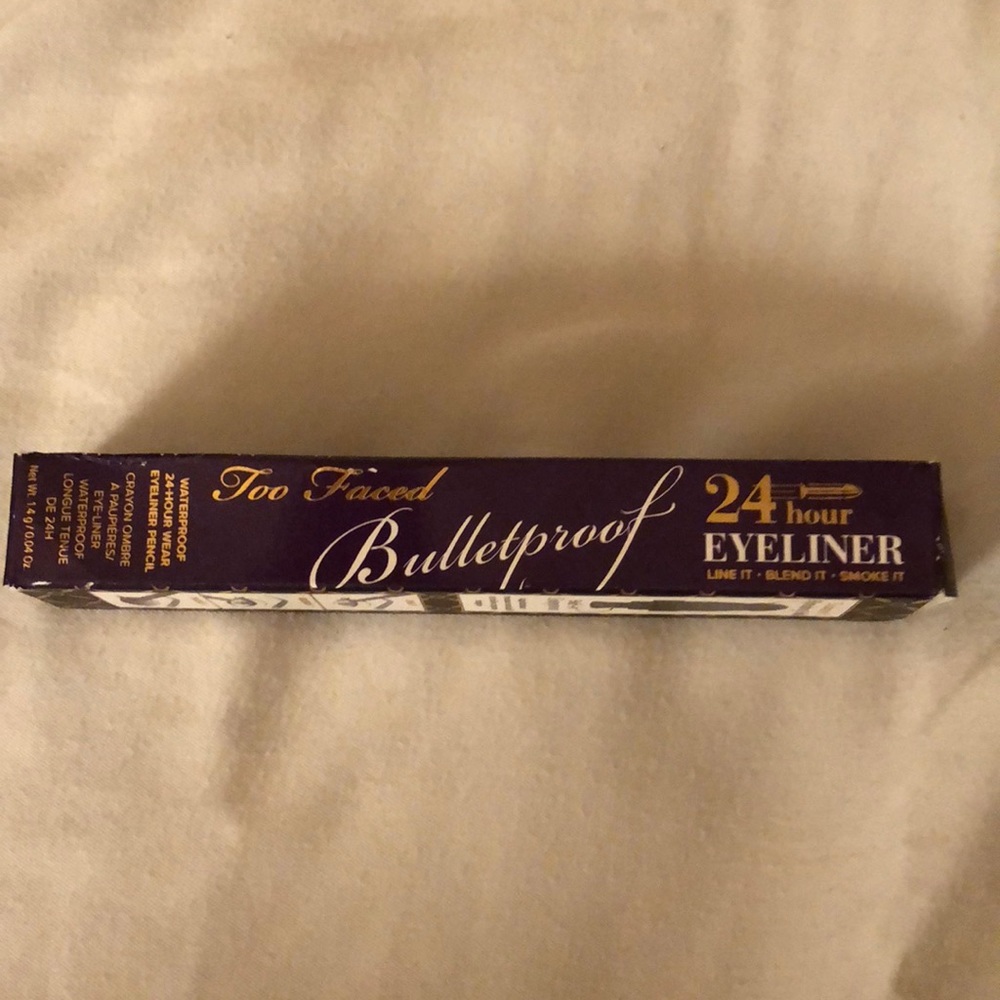 Too Faced
Bulletproof
24 hour
EYELINER
LINE IT · BLEND IT · SMOKE IT
WATERPROOF
24-HOUR WEAR
EYELINER PENCIL
CRAYON OMBRE
A PAUPIERES/
EYE-LINER
WATERPROOF
LONGUE TENUE
DE 24H
Net Wt. 1.4 g / 0.04 Oz